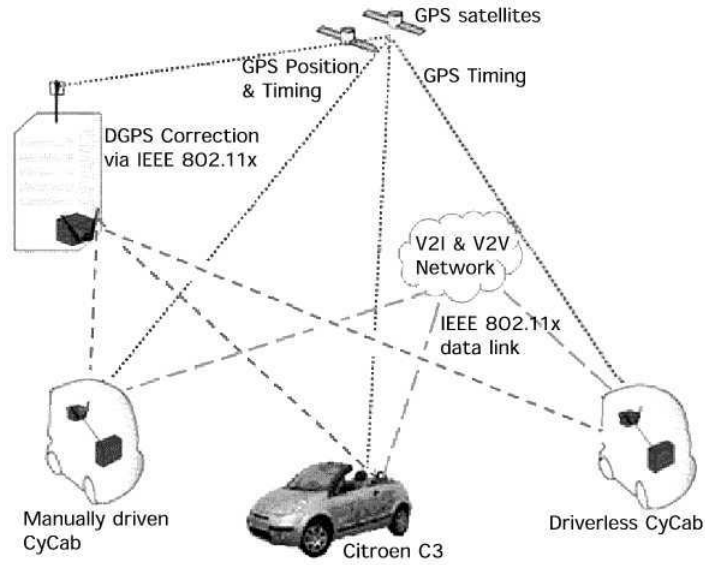 GPS satellites
GPS Position
& Timing
GPS Timing
DGPS Correction
via IEEE 802.11x
V2I & V2V
Network
IEEE 802.11x
data link
Manually driven
CyCab
Citroen C3
Driverless CyCab